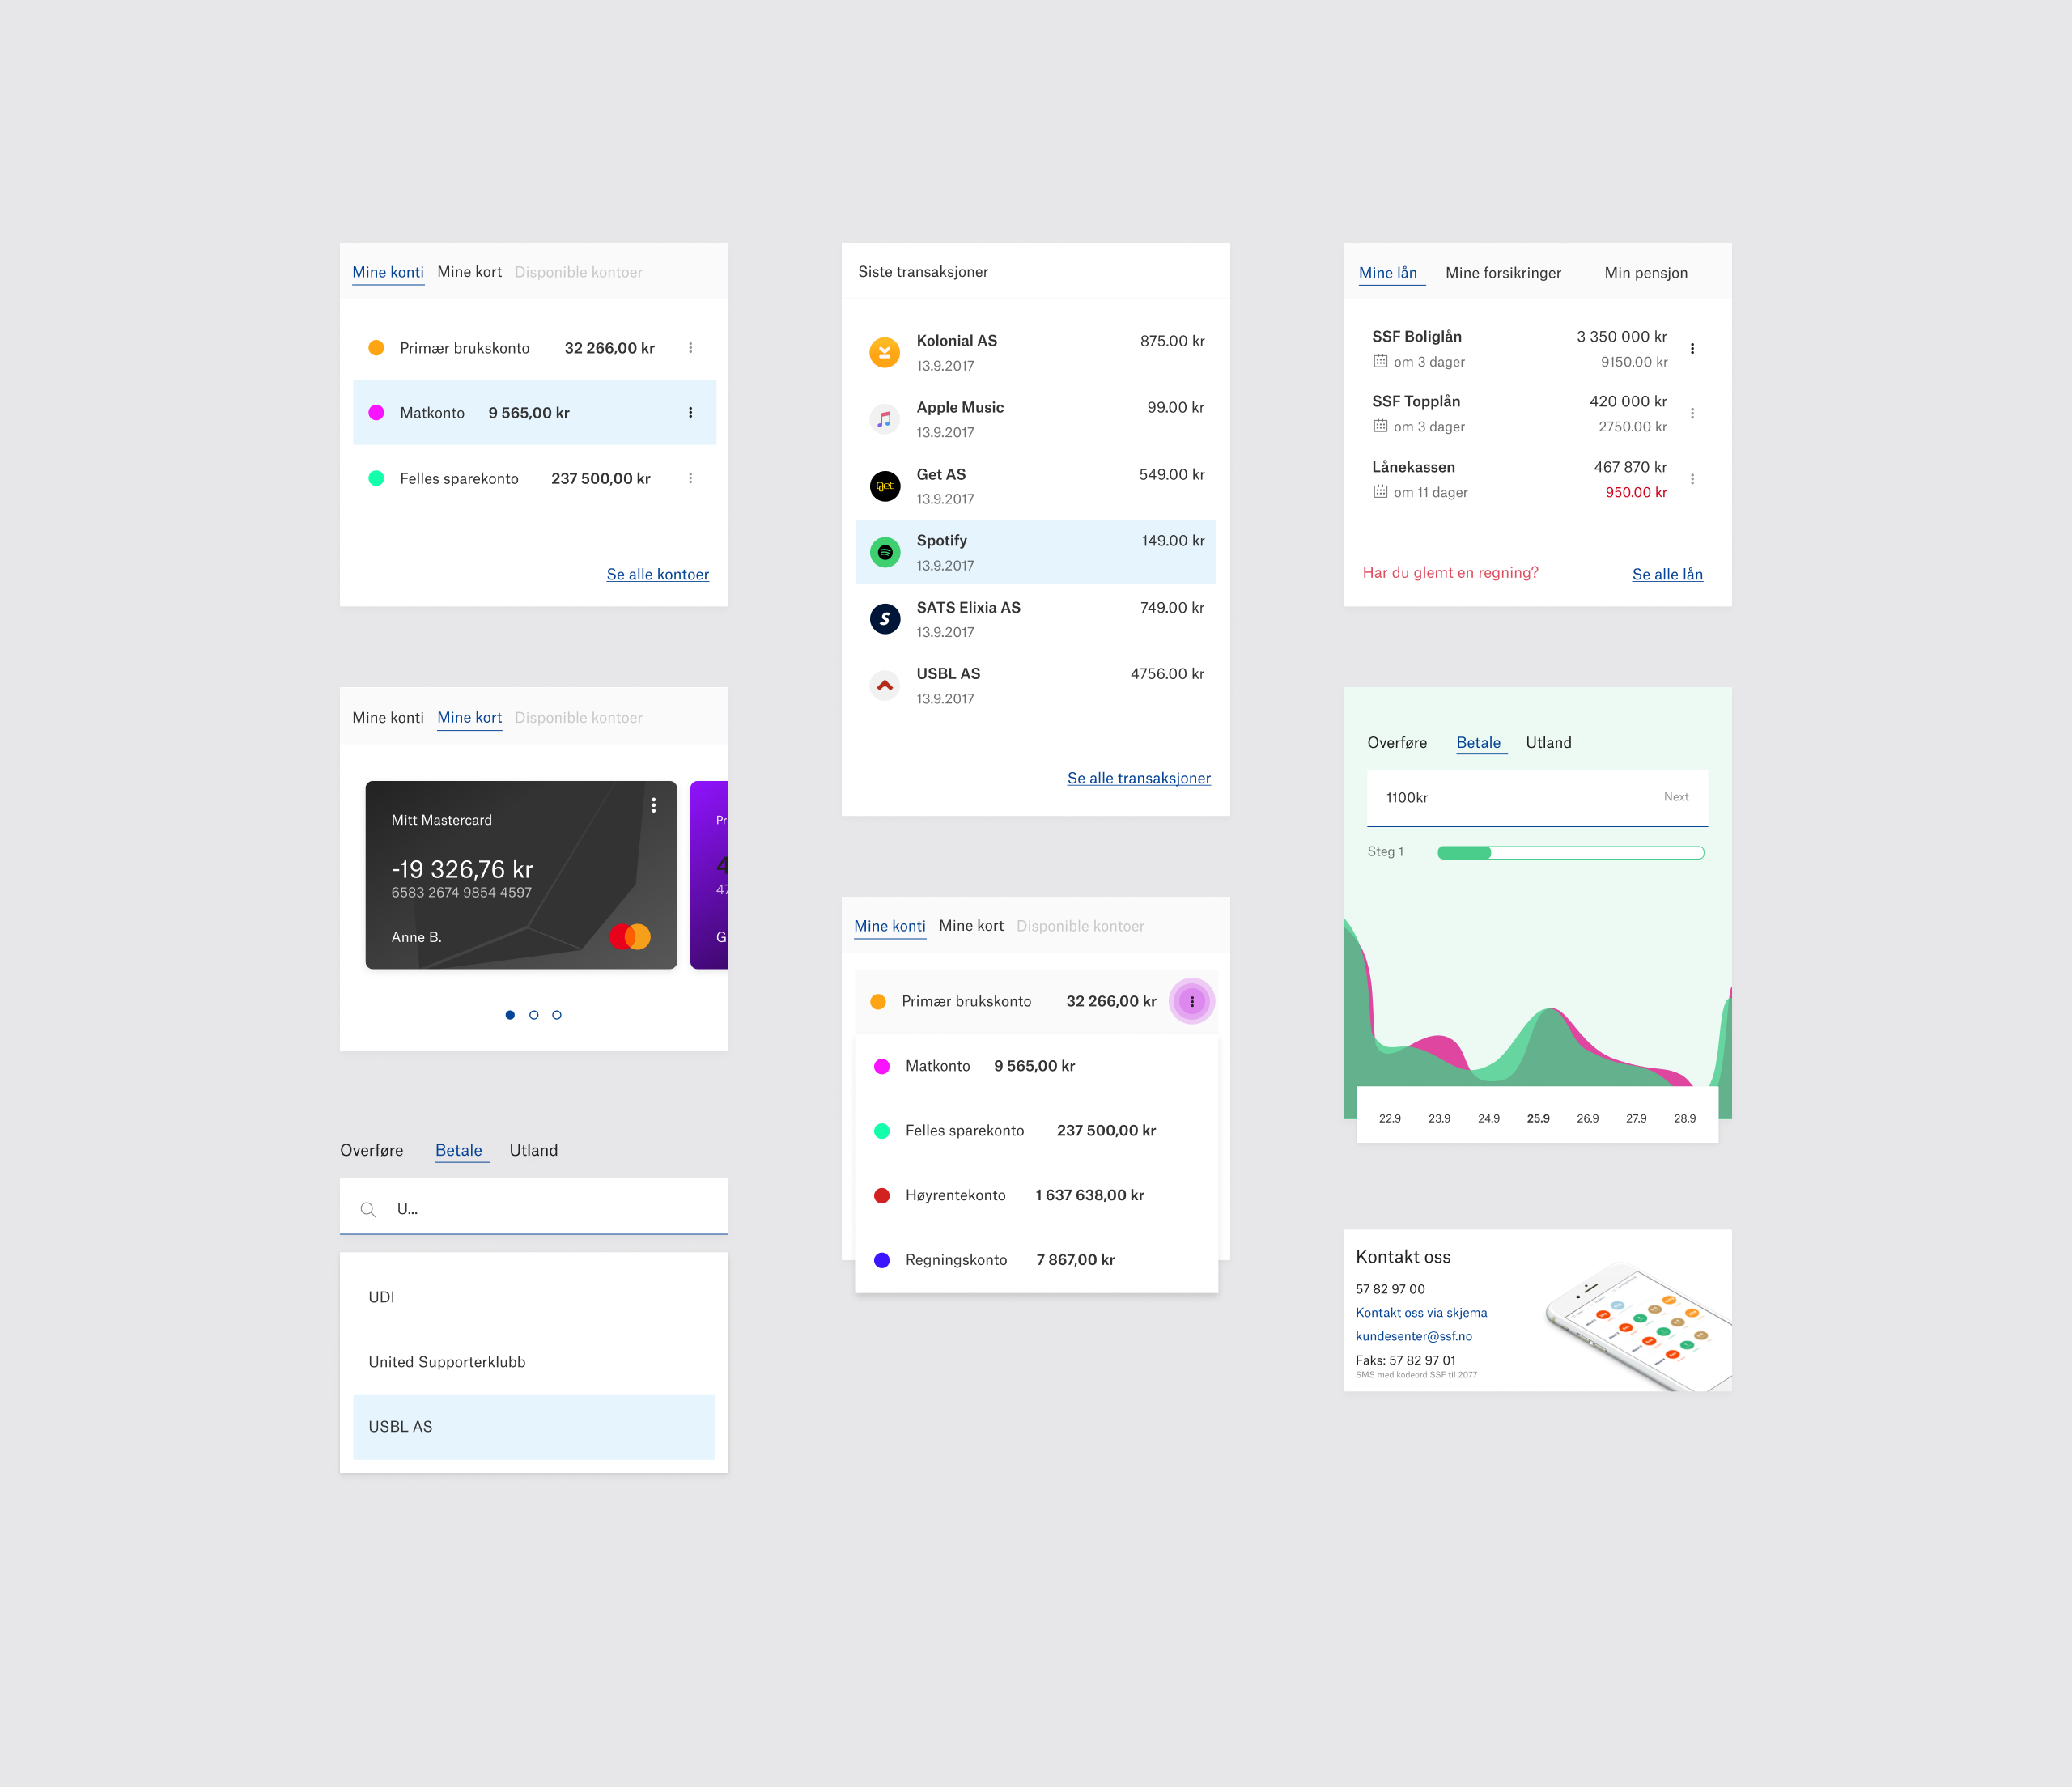 Mine konti Mine kort Disponible kontoer
Primær brukskonto 32 266,00 kr
Matkonto 9 565,00 kr
Felles sparekonto 237 500,00 kr
Se alle kontoer
Mine konti Mine kort Disponible kontoer
Mitt Mastercard
-19 326,76 kr
6583 2674 9854 4597
Anne B.
Pri
4
47
G
Overføre Betale Utland
U...
UDI
United Supporterklubb
USBL AS
Siste transaksjoner
Kolonial AS 875.00 kr
13.9.2017
Apple Music 99.00 kr
13.9.2017
Get AS 549.00 kr
13.9.2017
get
Spotify 149.00 kr
13.9.2017
SATS Elixia AS 749.00 kr
13.9.2017
S
USBL AS 4756.00 kr
13.9.2017
Se alle transaksjoner
Mine konti Mine kort Disponible kontoer
Primær brukskonto 32 266,00 kr
Matkonto 9 565,00 kr
Felles sparekonto 237 500,00 kr
Høyrentekonto 1 637 638,00 kr
Regningskonto 7 867,00 kr
Mine lån Mine forsikringer Min pensjon
SSF Boliglån 3 350 000 kr
om 3 dager 9150.00 kr
SSF Topplån 420 000 kr
om 3 dager 2750.00 kr
Lånekassen 467 870 kr
om 11 dager 950.00 kr
Har du glemt en regning? Se alle lån
Overføre Betale Utland
1100kr Next
Steg 1
22.9 23.9 24.9 25.9 26.9 27.9 28.9
Kontakt oss
57 82 97 00
Kontakt oss via skjema
kundesenter@ssf.no
Faks: 57 82 97 01
SMS med kodeord SSF til 2077